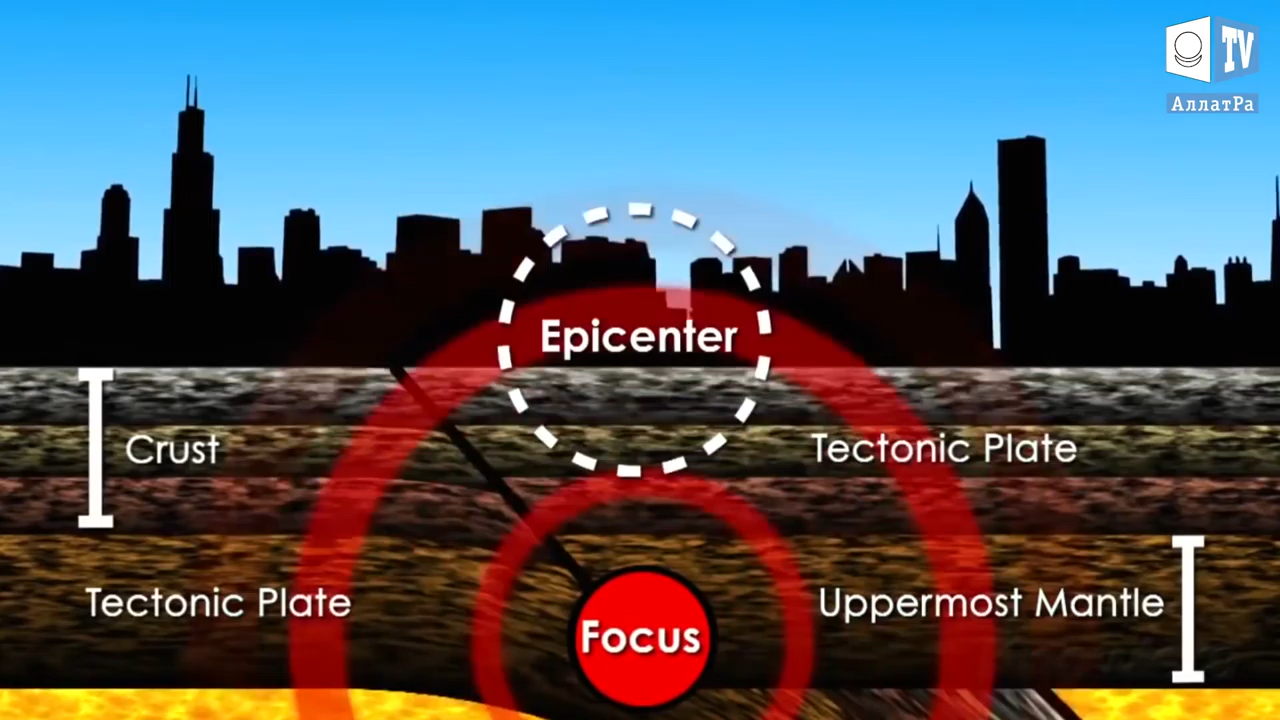 TV
АллатРа
Epicenter
Crust
Tectonic Plate
Tectonic Plate
Uppermost Mantle
Focus